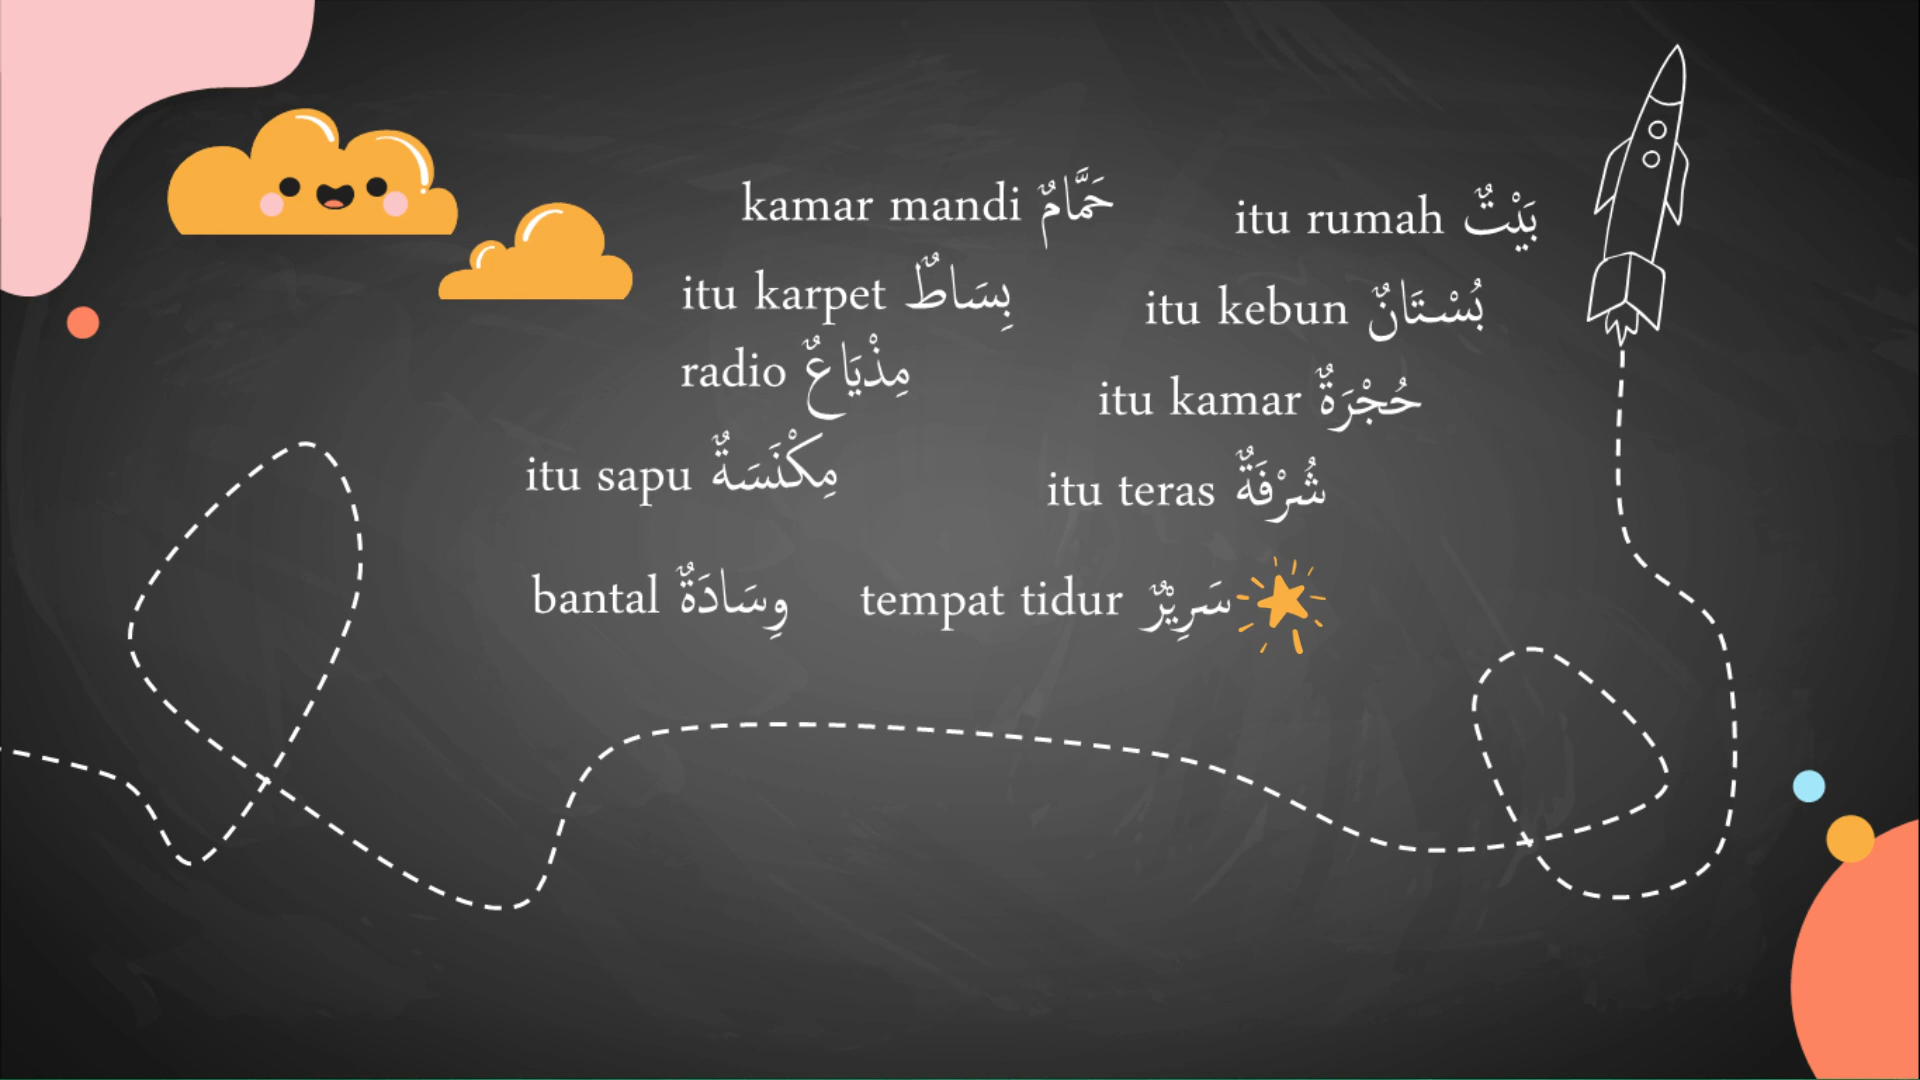 بَيْتٌ itu rumah
حَمَّامٌ kamar mandi
بُسْتَانٌ itu kebun
بِسَاطٌ itu karpet
حُجْرَةٌ itu kamar
مِذْيَاعٌ radio
شُرْفَةٌ itu teras
مِكْنَسَةٌ itu sapu
سَرِيْرٌ tempat tidur
وِسَادَةٌ bantal